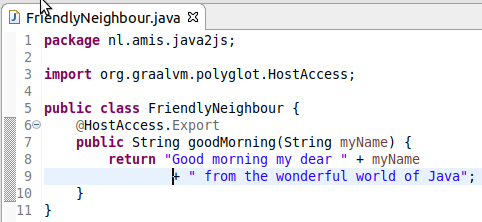 FriendlyNeighbour.java
1 package nl.amis.java2js;
2
3 import org.graalvm.polyglot.HostAccess;
4
5 public class FriendlyNeighbour {
6 @HostAccess.Export
7 public String goodMorning(String myName) {
8 return "Good morning my dear " + myName
9 + " from the wonderful world of Java";
10 }
11 }